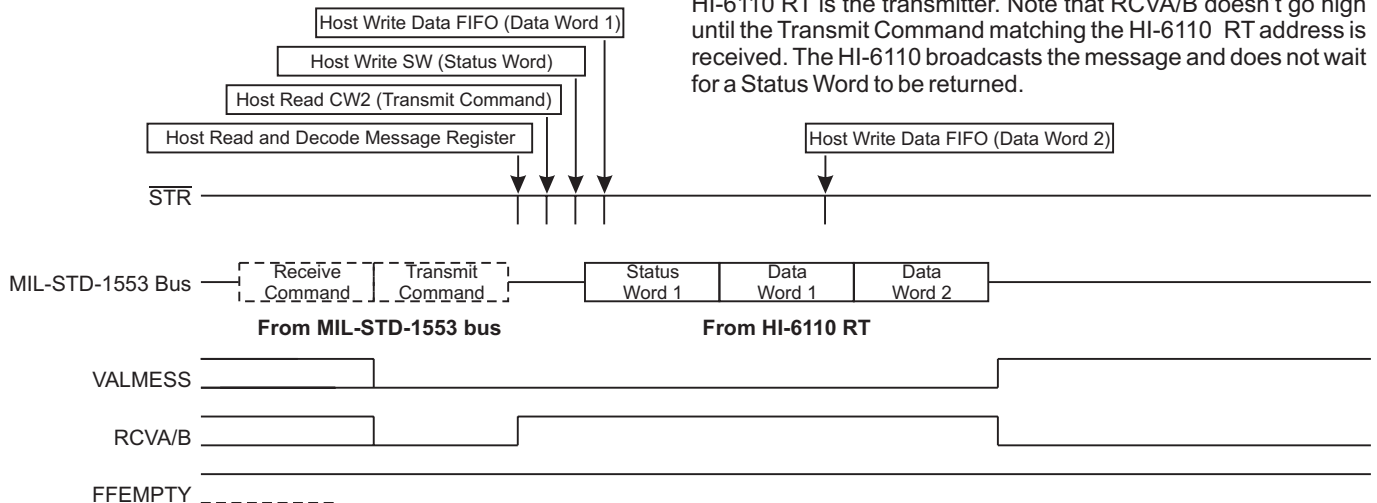 HI-6110 RT is the transmitter. Note that RCVA/B doesn't go high
until the Transmit Command matching the HI-6110 RT address is
received. The HI-6110 broadcasts the message and does not wait
for a Status Word to be returned.
Host Write Data FIFO (Data Word 1)
Host Write SW (Status Word)
Host Read CW2 (Transmit Command)
Host Read and Decode Message Register
Host Write Data FIFO (Data Word 2)
STR
MIL-STD-1553 Bus
Receive
Command
Transmit
Command
Status
Word 1
Data
Word 1
Data
Word 2
From MIL-STD-1553 bus
From HI-6110 RT
VALMESS
RCVA/B
FFEMPTY